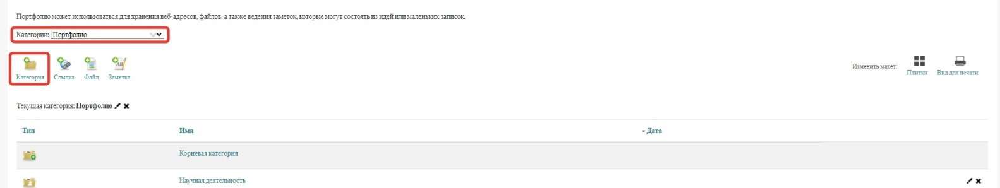 Портфолио может использоваться для хранения веб-адресов, файлов, а также ведения заметок, которые могут состоять из идей или маленьких записок.
Категории: Портфолио
Категория Ссылка Файл Заметка
Изменить макет: Плитки Вид для печати
Текущая категория: Портфолио
Тип Имя Дата
Корневая категория
Научная деятельность